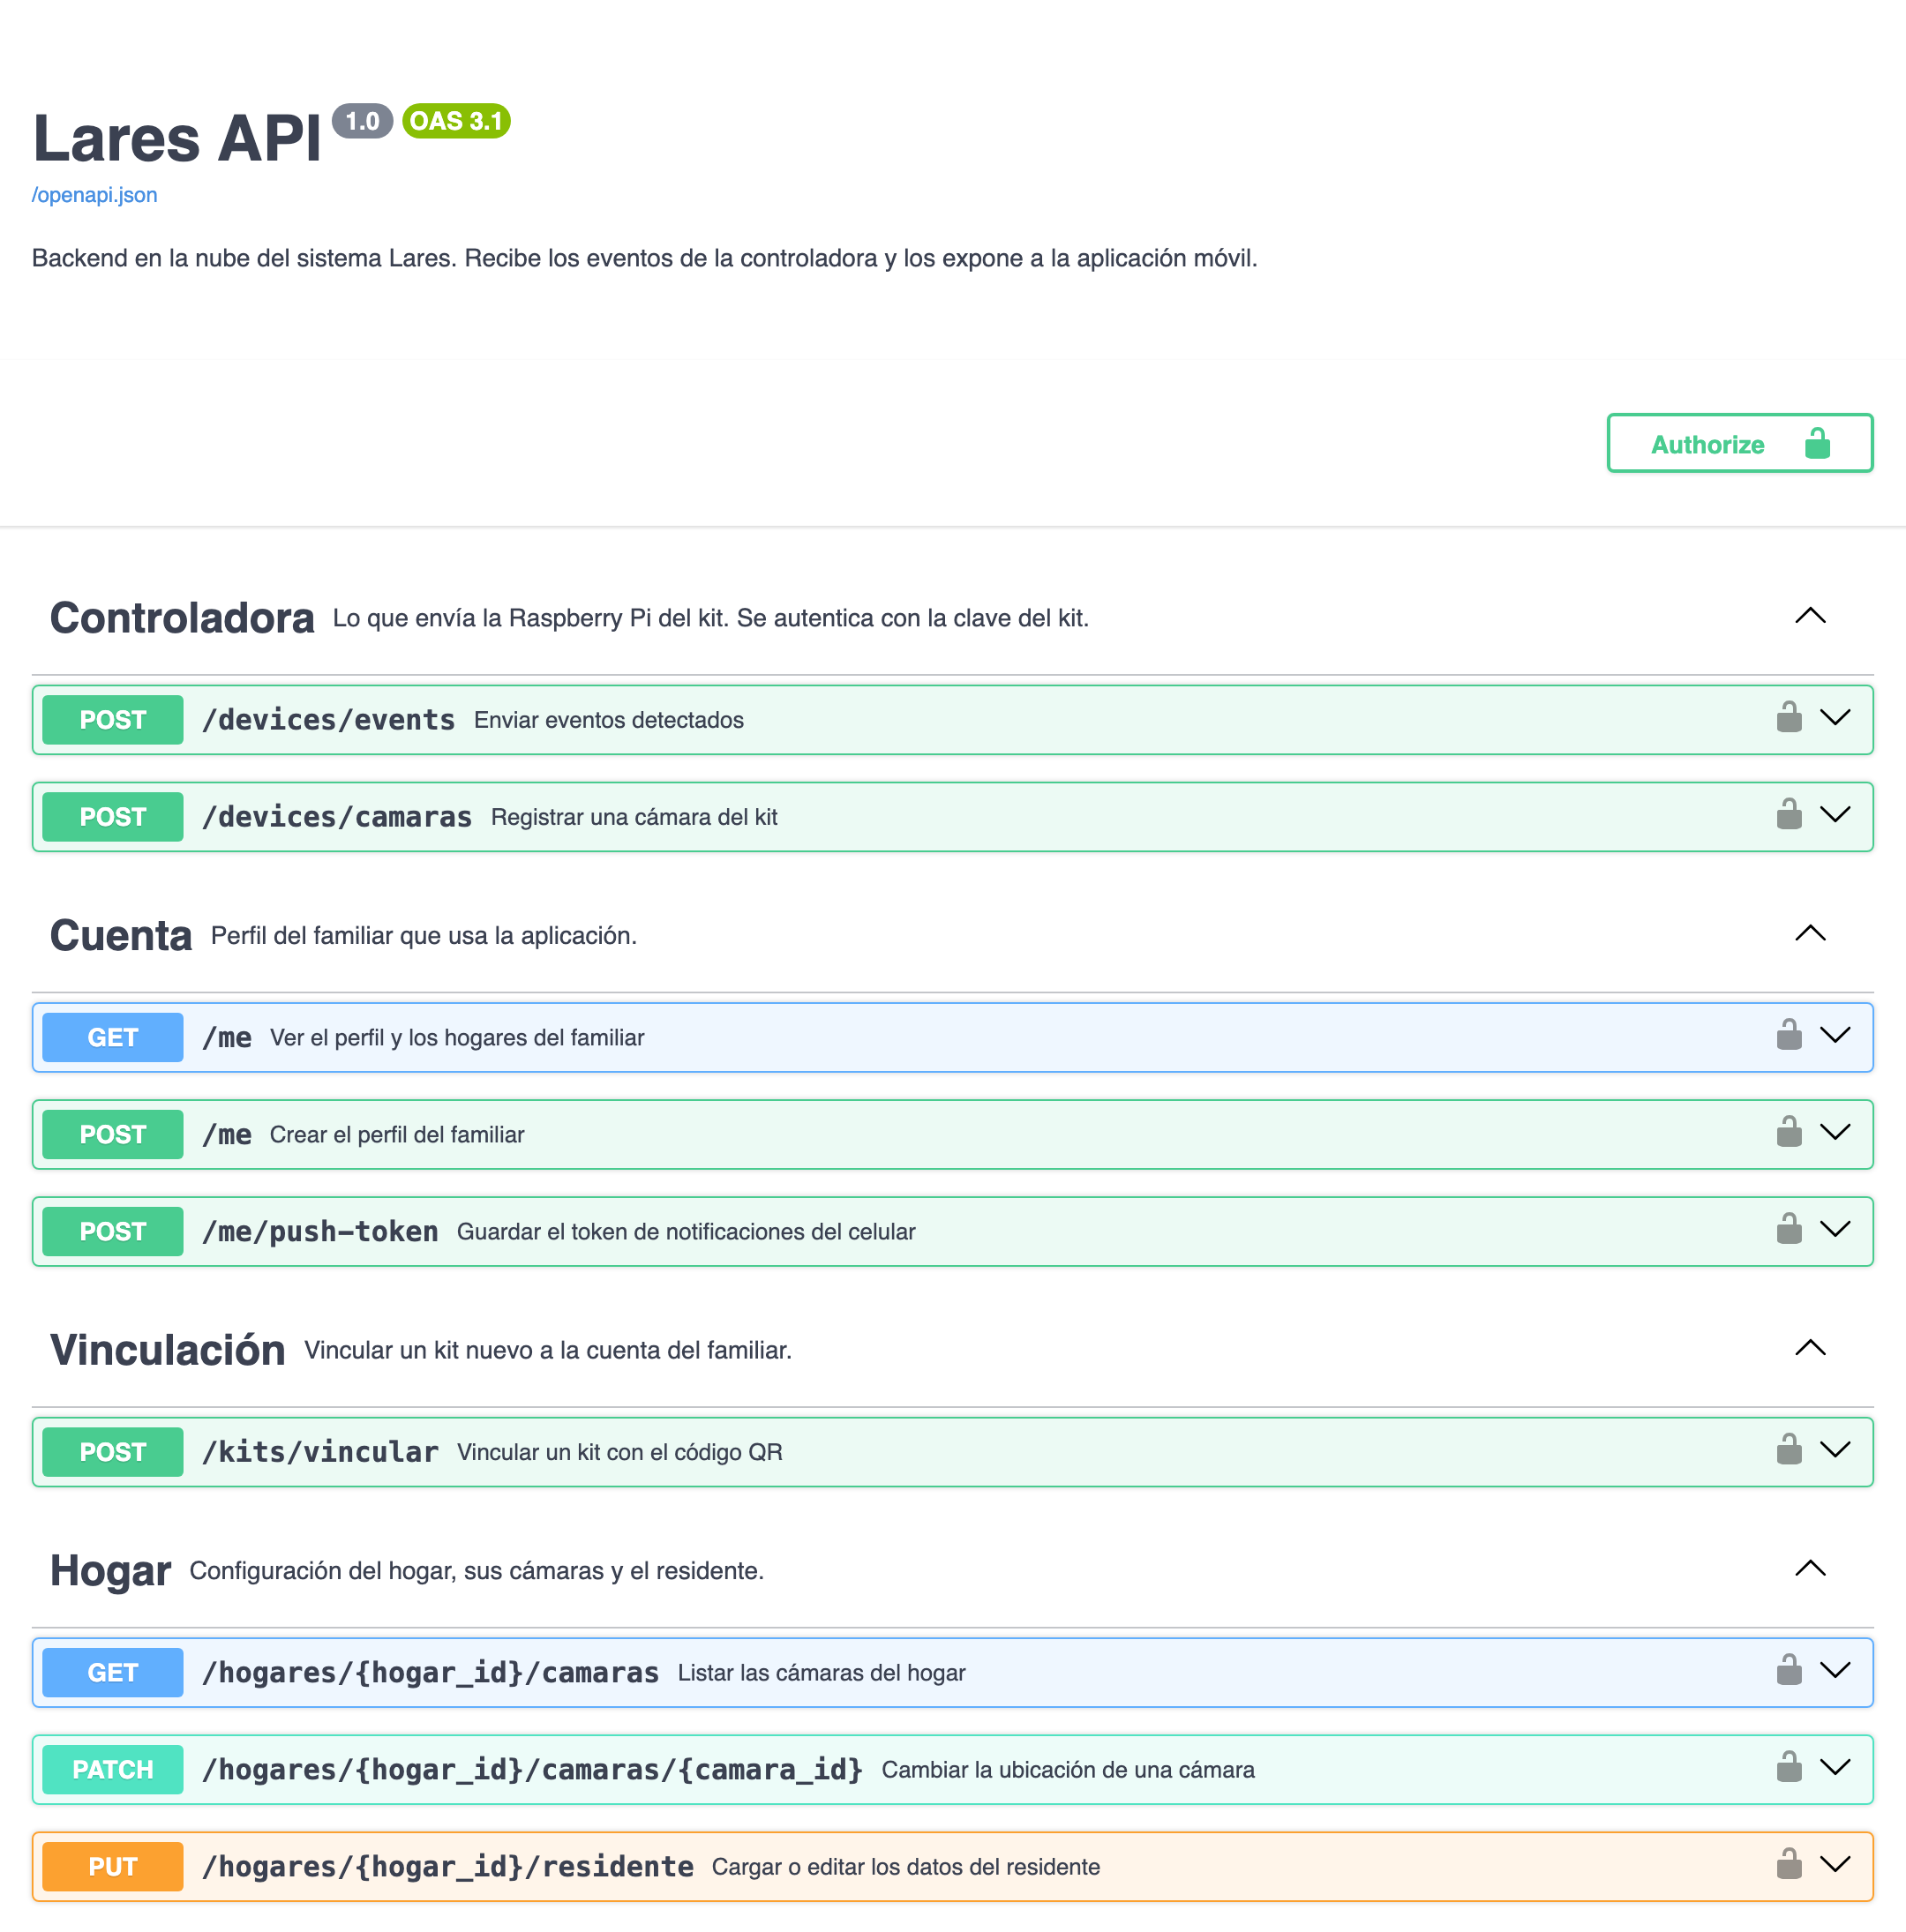 Lares API 1.0 OAS 3.1
/openapi.json
Backend en la nube del sistema Lares. Recibe los eventos de la controladora y los expone a la aplicación móvil.
Authorize
Controladora Lo que envía la Raspberry Pi del kit. Se autentica con la clave del kit.
POST /devices/events Enviar eventos detectados
POST /devices/camaras Registrar una cámara del kit
Cuenta Perfil del familiar que usa la aplicación.
GET /me Ver el perfil y los hogares del familiar
POST /me Crear el perfil del familiar
POST /me/push-token Guardar el token de notificaciones del celular
Vinculación Vincular un kit nuevo a la cuenta del familiar.
POST /kits/vincular Vincular un kit con el código QR
Hogar Configuración del hogar, sus cámaras y el residente.
GET /hogares/{hogar_id}/camaras Listar las cámaras del hogar
PATCH /hogares/{hogar_id}/camaras/{camara_id} Cambiar la ubicación de una cámara
PUT /hogares/{hogar_id}/residente Cargar o editar los datos del residente